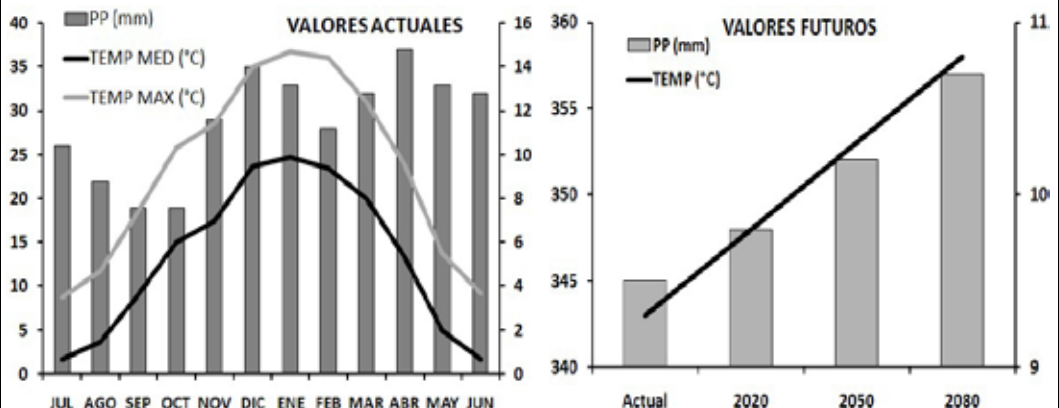 VALORES ACTUALES
PP (mm)
TEMP MED (°C)
TEMP MAX (°C)
40
35
30
25
20
15
10
5
0
16
14
12
10
8
6
4
2
0
JUL AGO SEP OCT NOV DIC ENE FEB MAR ABR MAY JUN
VALORES FUTUROS
PP (mm)
TEMP (°C)
360
355
350
345
340
11
10
9
Actual 2020 2050 2080